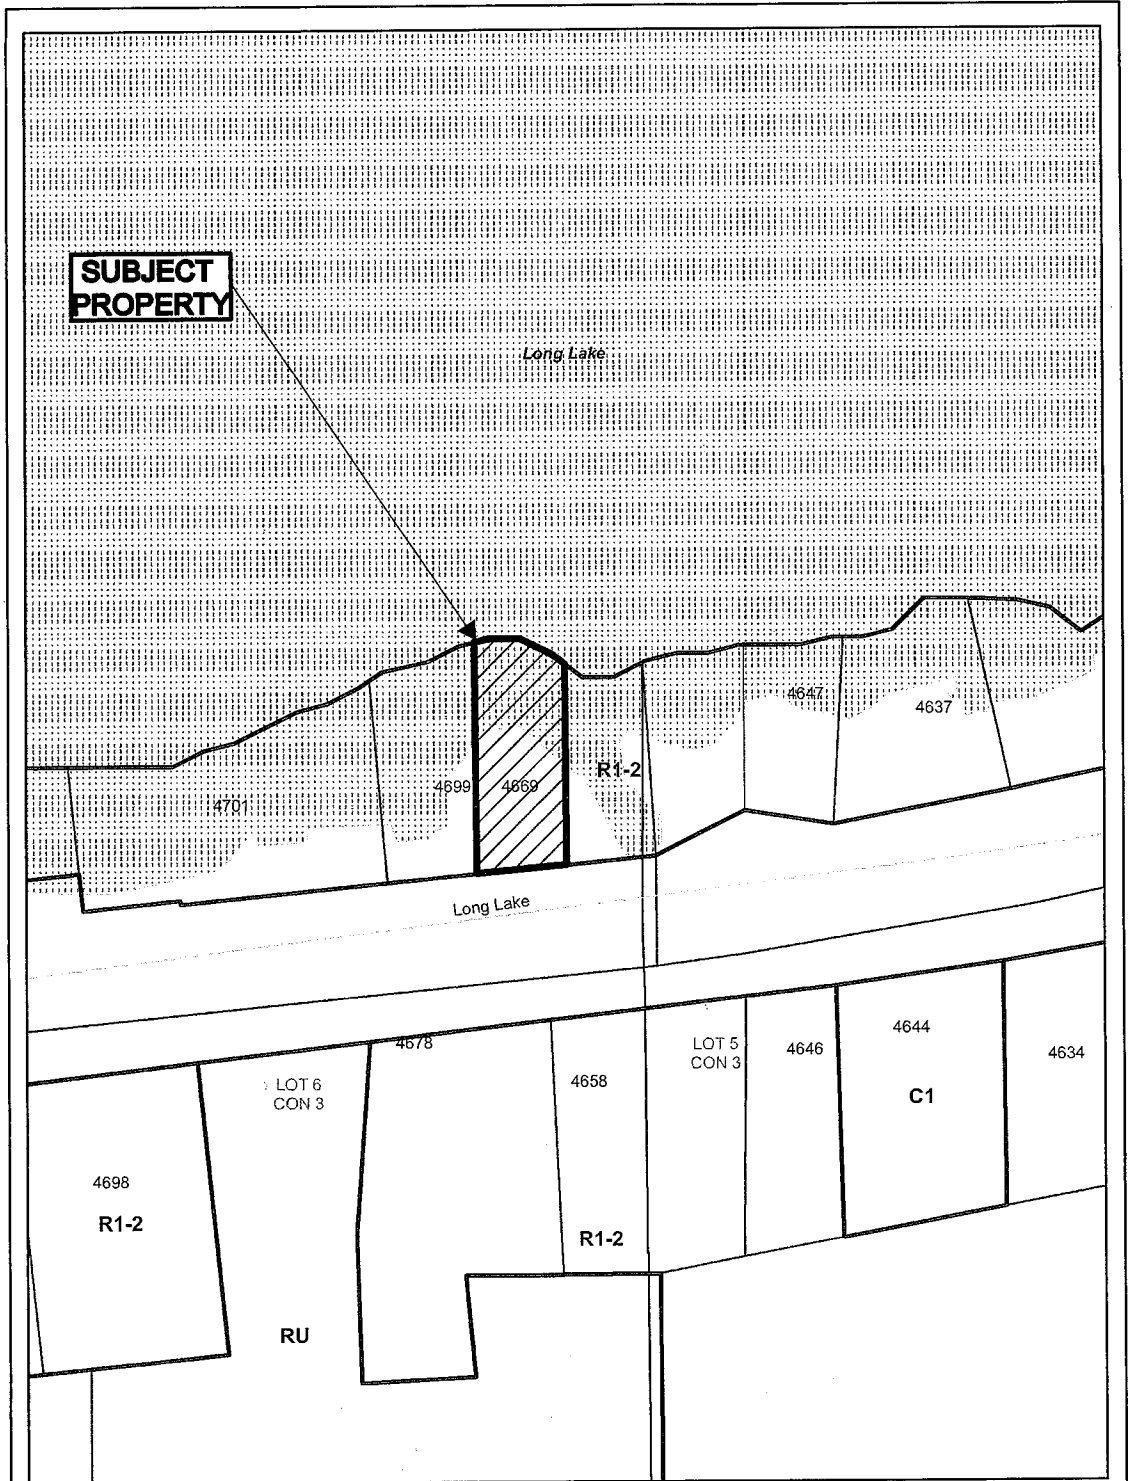 SUBJECT
PROPERTY
Long Lake
4647
4637
R1-2
4699
4669
4701
Long Lake
4678
4644
LOT 5
CON 3
4646
4634
4658
LOT 6
CON 3
C1
4698
R1-2
R1-2
RU